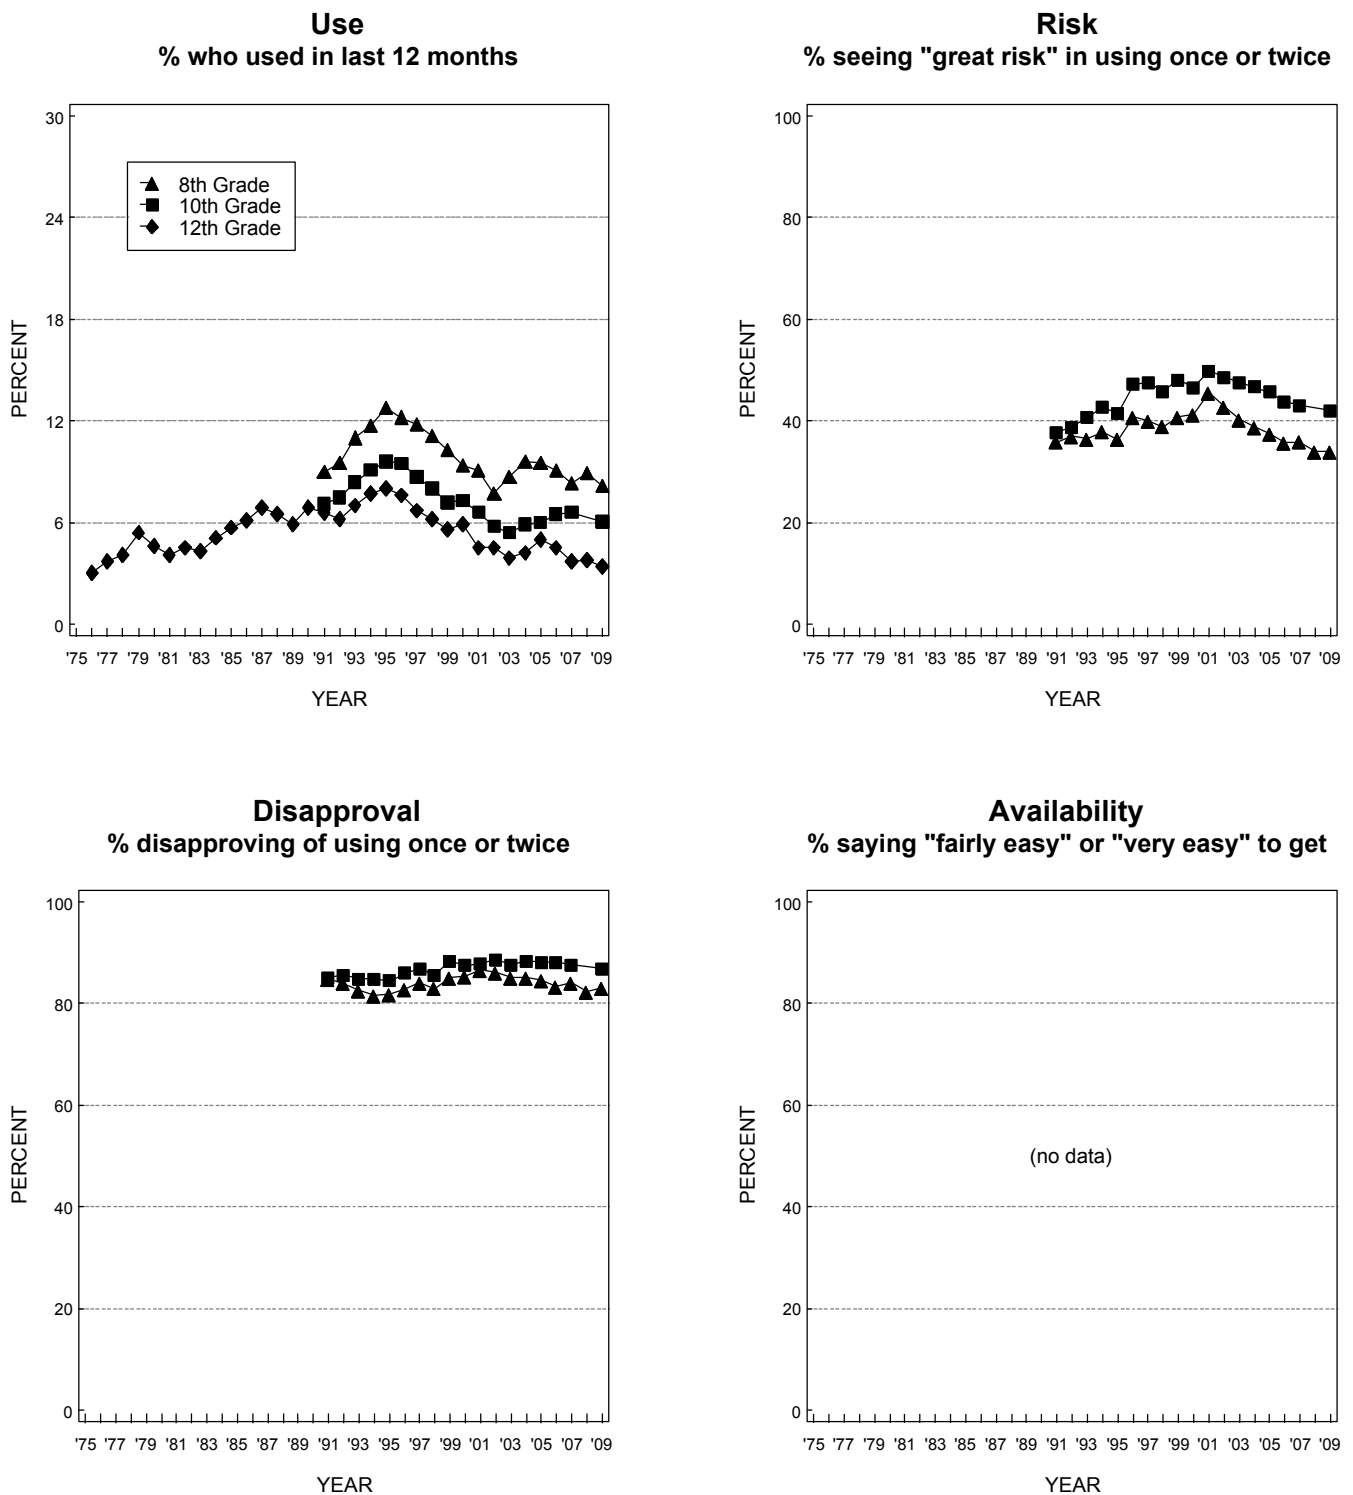 Use
% who used in last 12 months
30
24
18
12
6
0
PERCENT
8th Grade
10th Grade
12th Grade
'75 '77 '79 '81 '83 '85 '87 '89 '91 '93 '95 '97 '99 '01 '03 '05 '07 '09
YEAR
Risk
% seeing "great risk" in using once or twice
100
80
60
40
20
0
PERCENT
'75 '77 '79 '81 '83 '85 '87 '89 '91 '93 '95 '97 '99 '01 '03 '05 '07 '09
YEAR
Disapproval
% disapproving of using once or twice
100
80
60
40
20
0
PERCENT
'75 '77 '79 '81 '83 '85 '87 '89 '91 '93 '95 '97 '99 '01 '03 '05 '07 '09
YEAR
Availability
% saying "fairly easy" or "very easy" to get
100
80
60
40
20
0
PERCENT
(no data)
'75 '77 '79 '81 '83 '85 '87 '89 '91 '93 '95 '97 '99 '01 '03 '05 '07 '09
YEAR